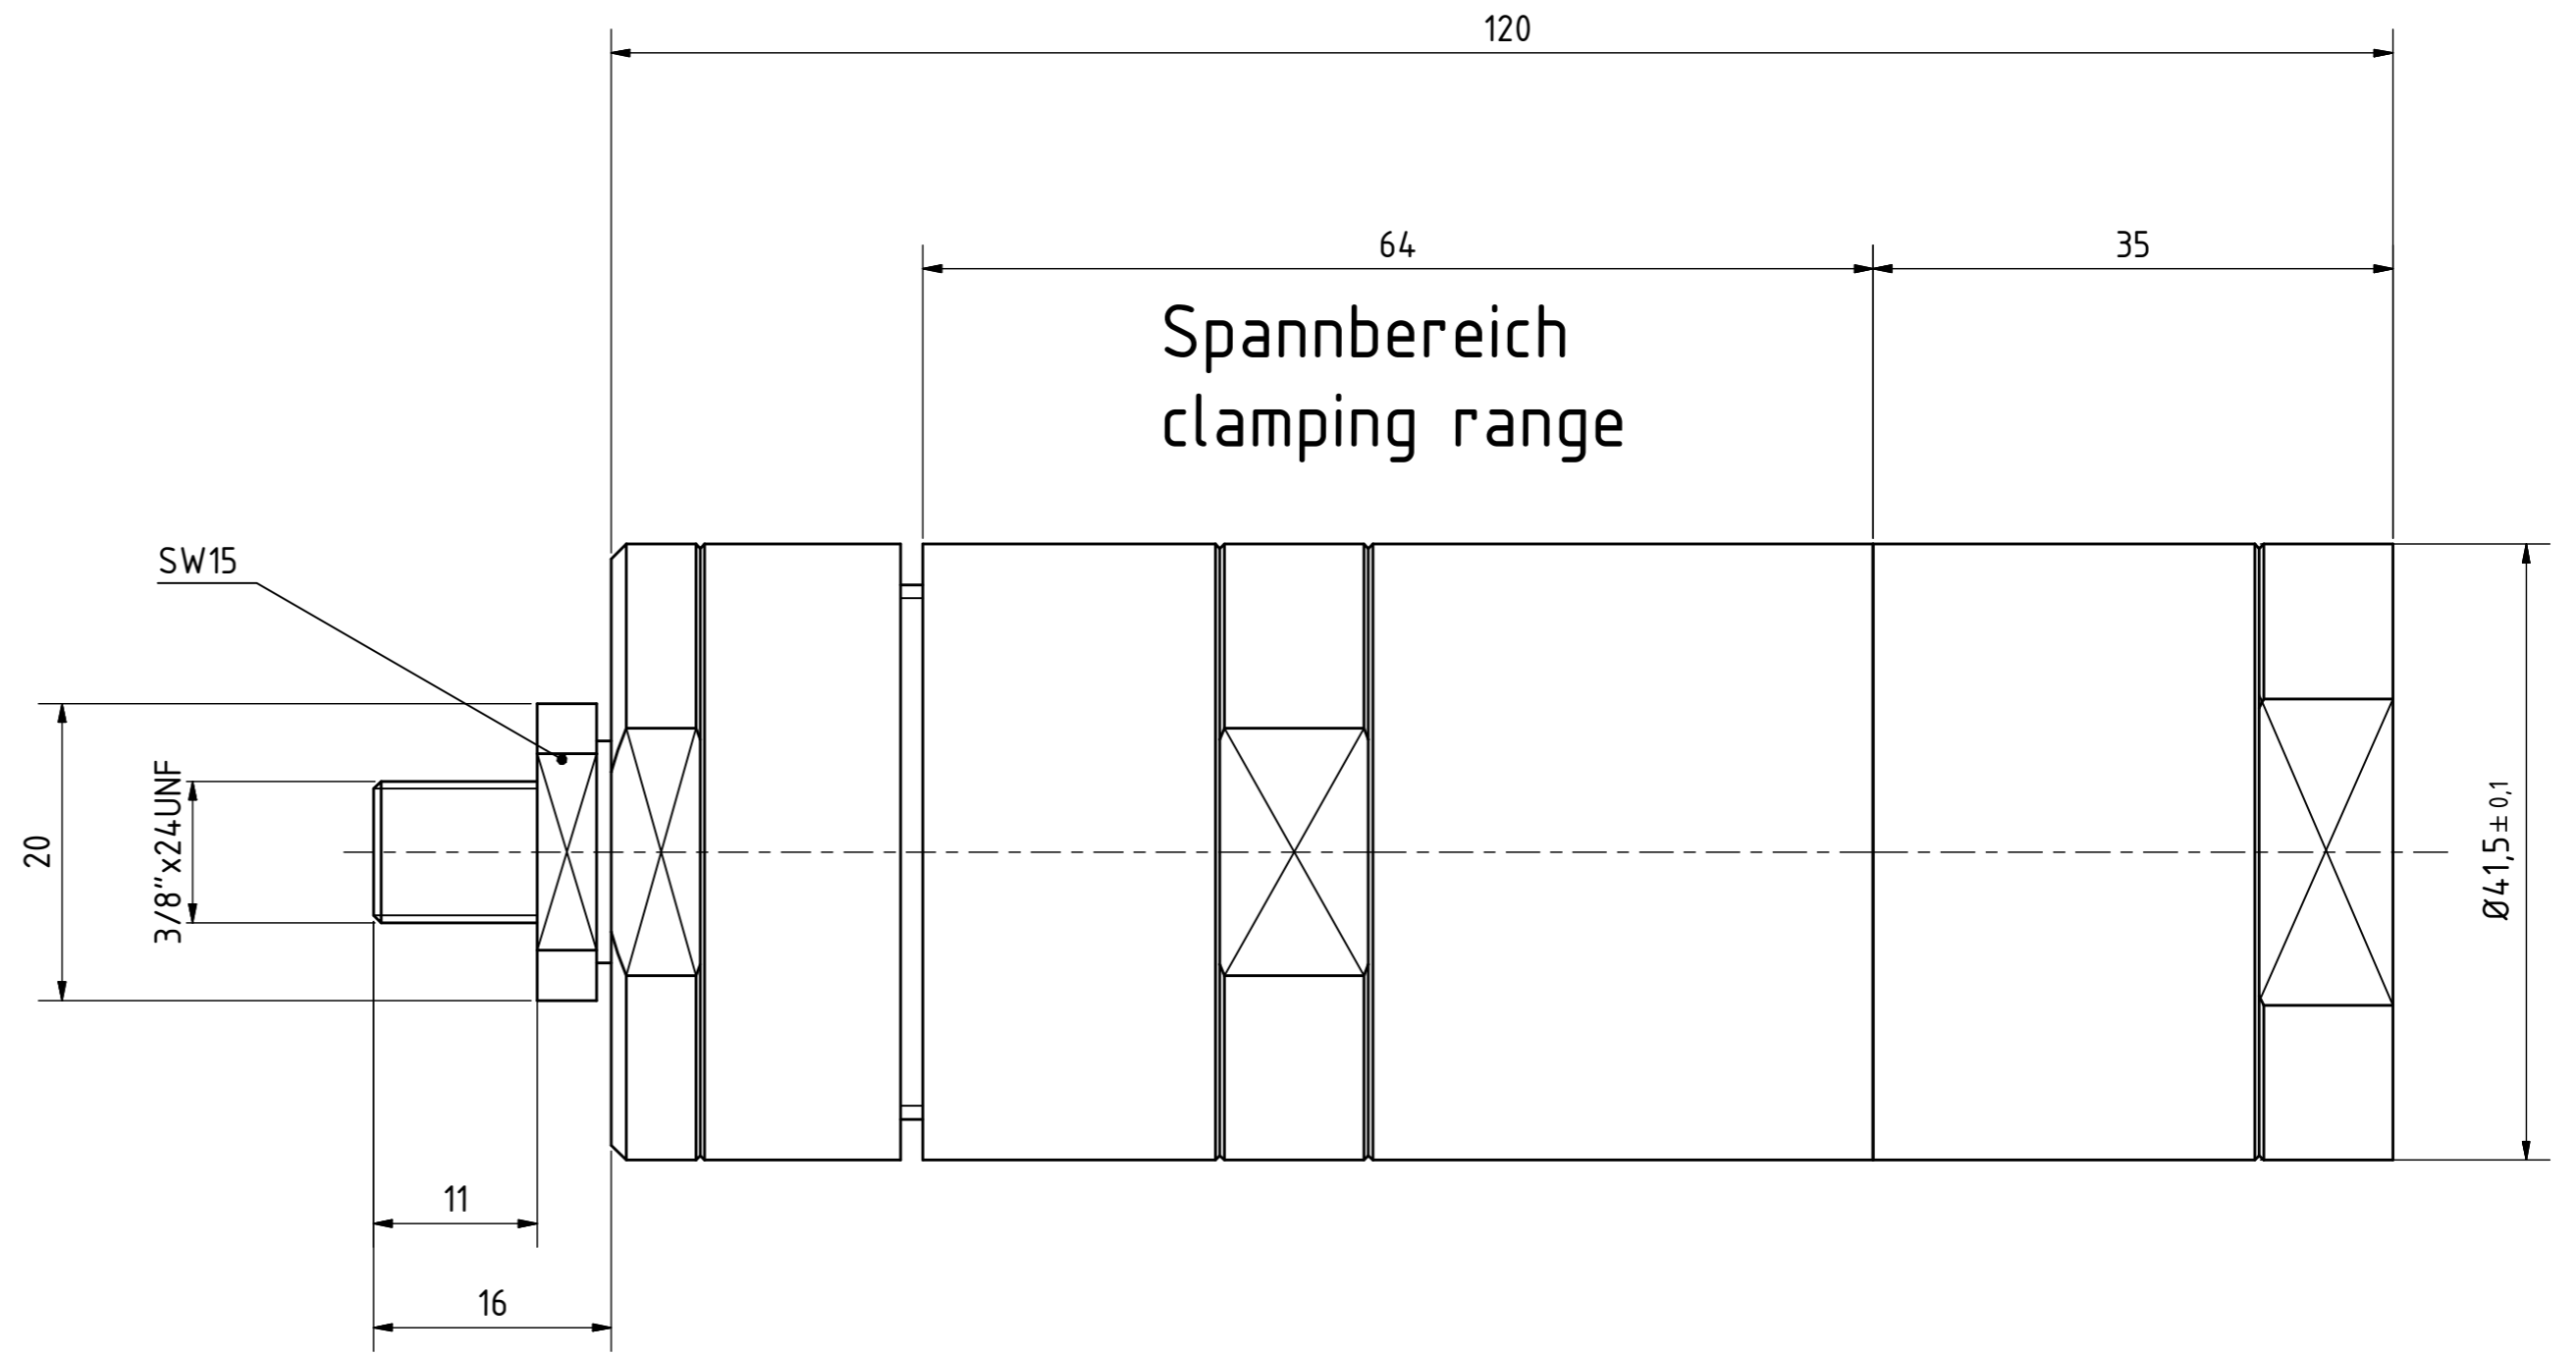 120
64
35
Spannbereich
clamping range
SW15
20
3/8"x24UNF
Ø41,5±0,1
11
16